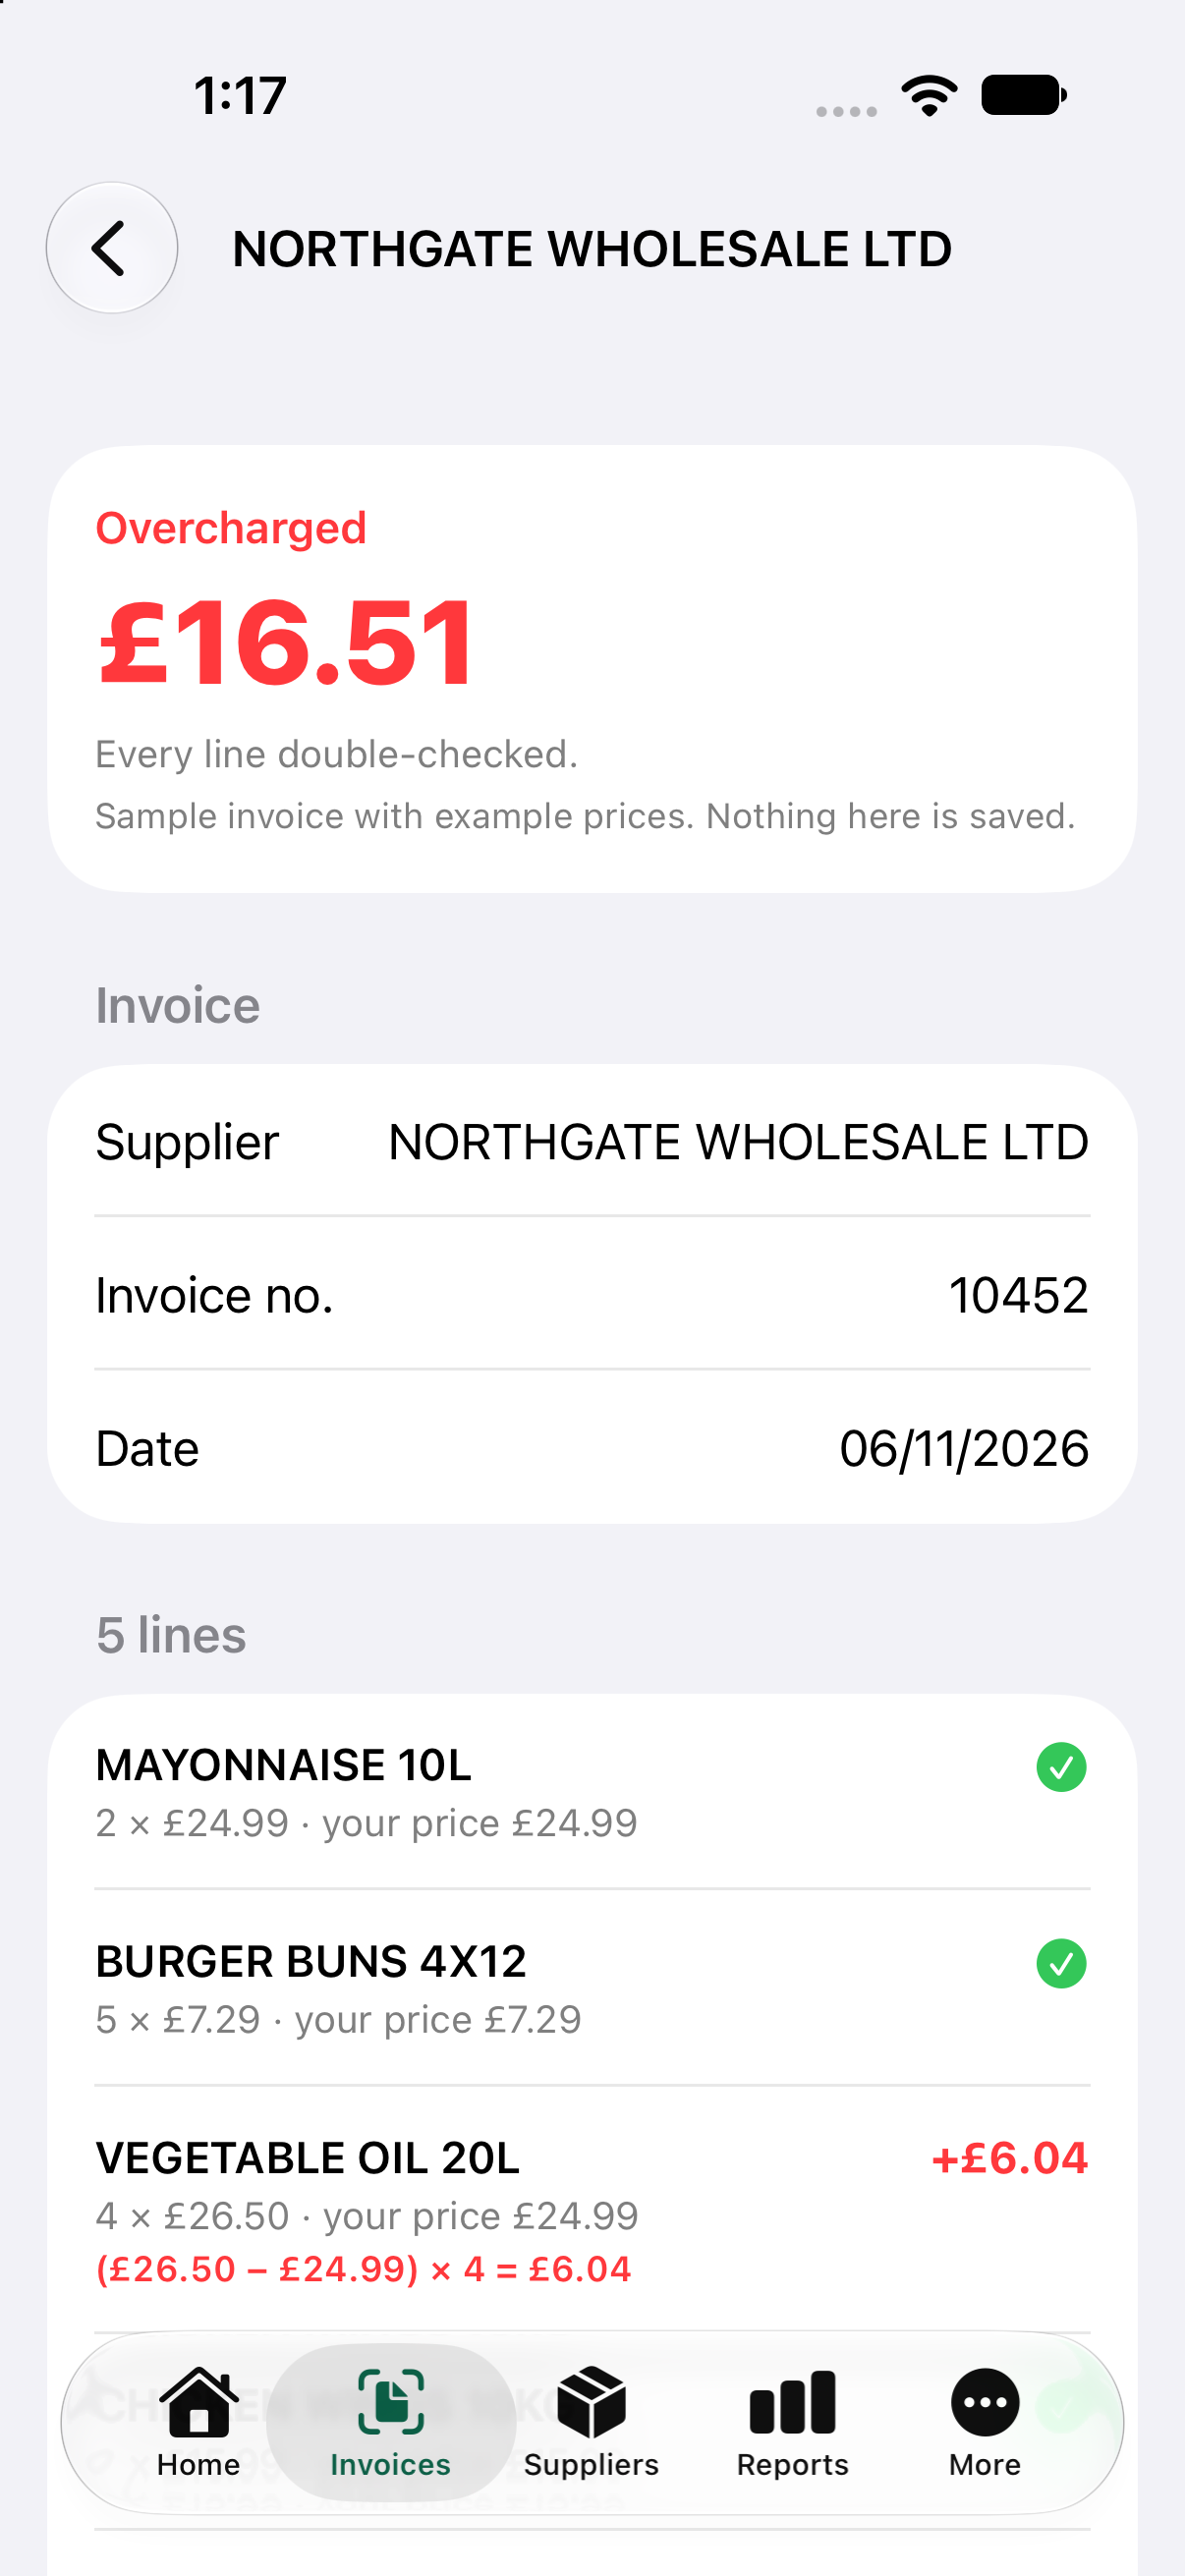 1:17
NORTHGATE WHOLESALE LTD
Overcharged
£16.51
Every line double-checked.
Sample invoice with example prices. Nothing here is saved.
Invoice
Supplier NORTHGATE WHOLESALE LTD
Invoice no. 10452
Date 06/11/2026
5 lines
MAYONNAISE 10L
2 × £24.99 · your price £24.99
BURGER BUNS 4X12
5 × £7.29 · your price £7.29
VEGETABLE OIL 20L +£6.04
4 × £26.50 · your price £24.99
(£26.50 – £24.99) × 4 = £6.04
Home Invoices Suppliers Reports More